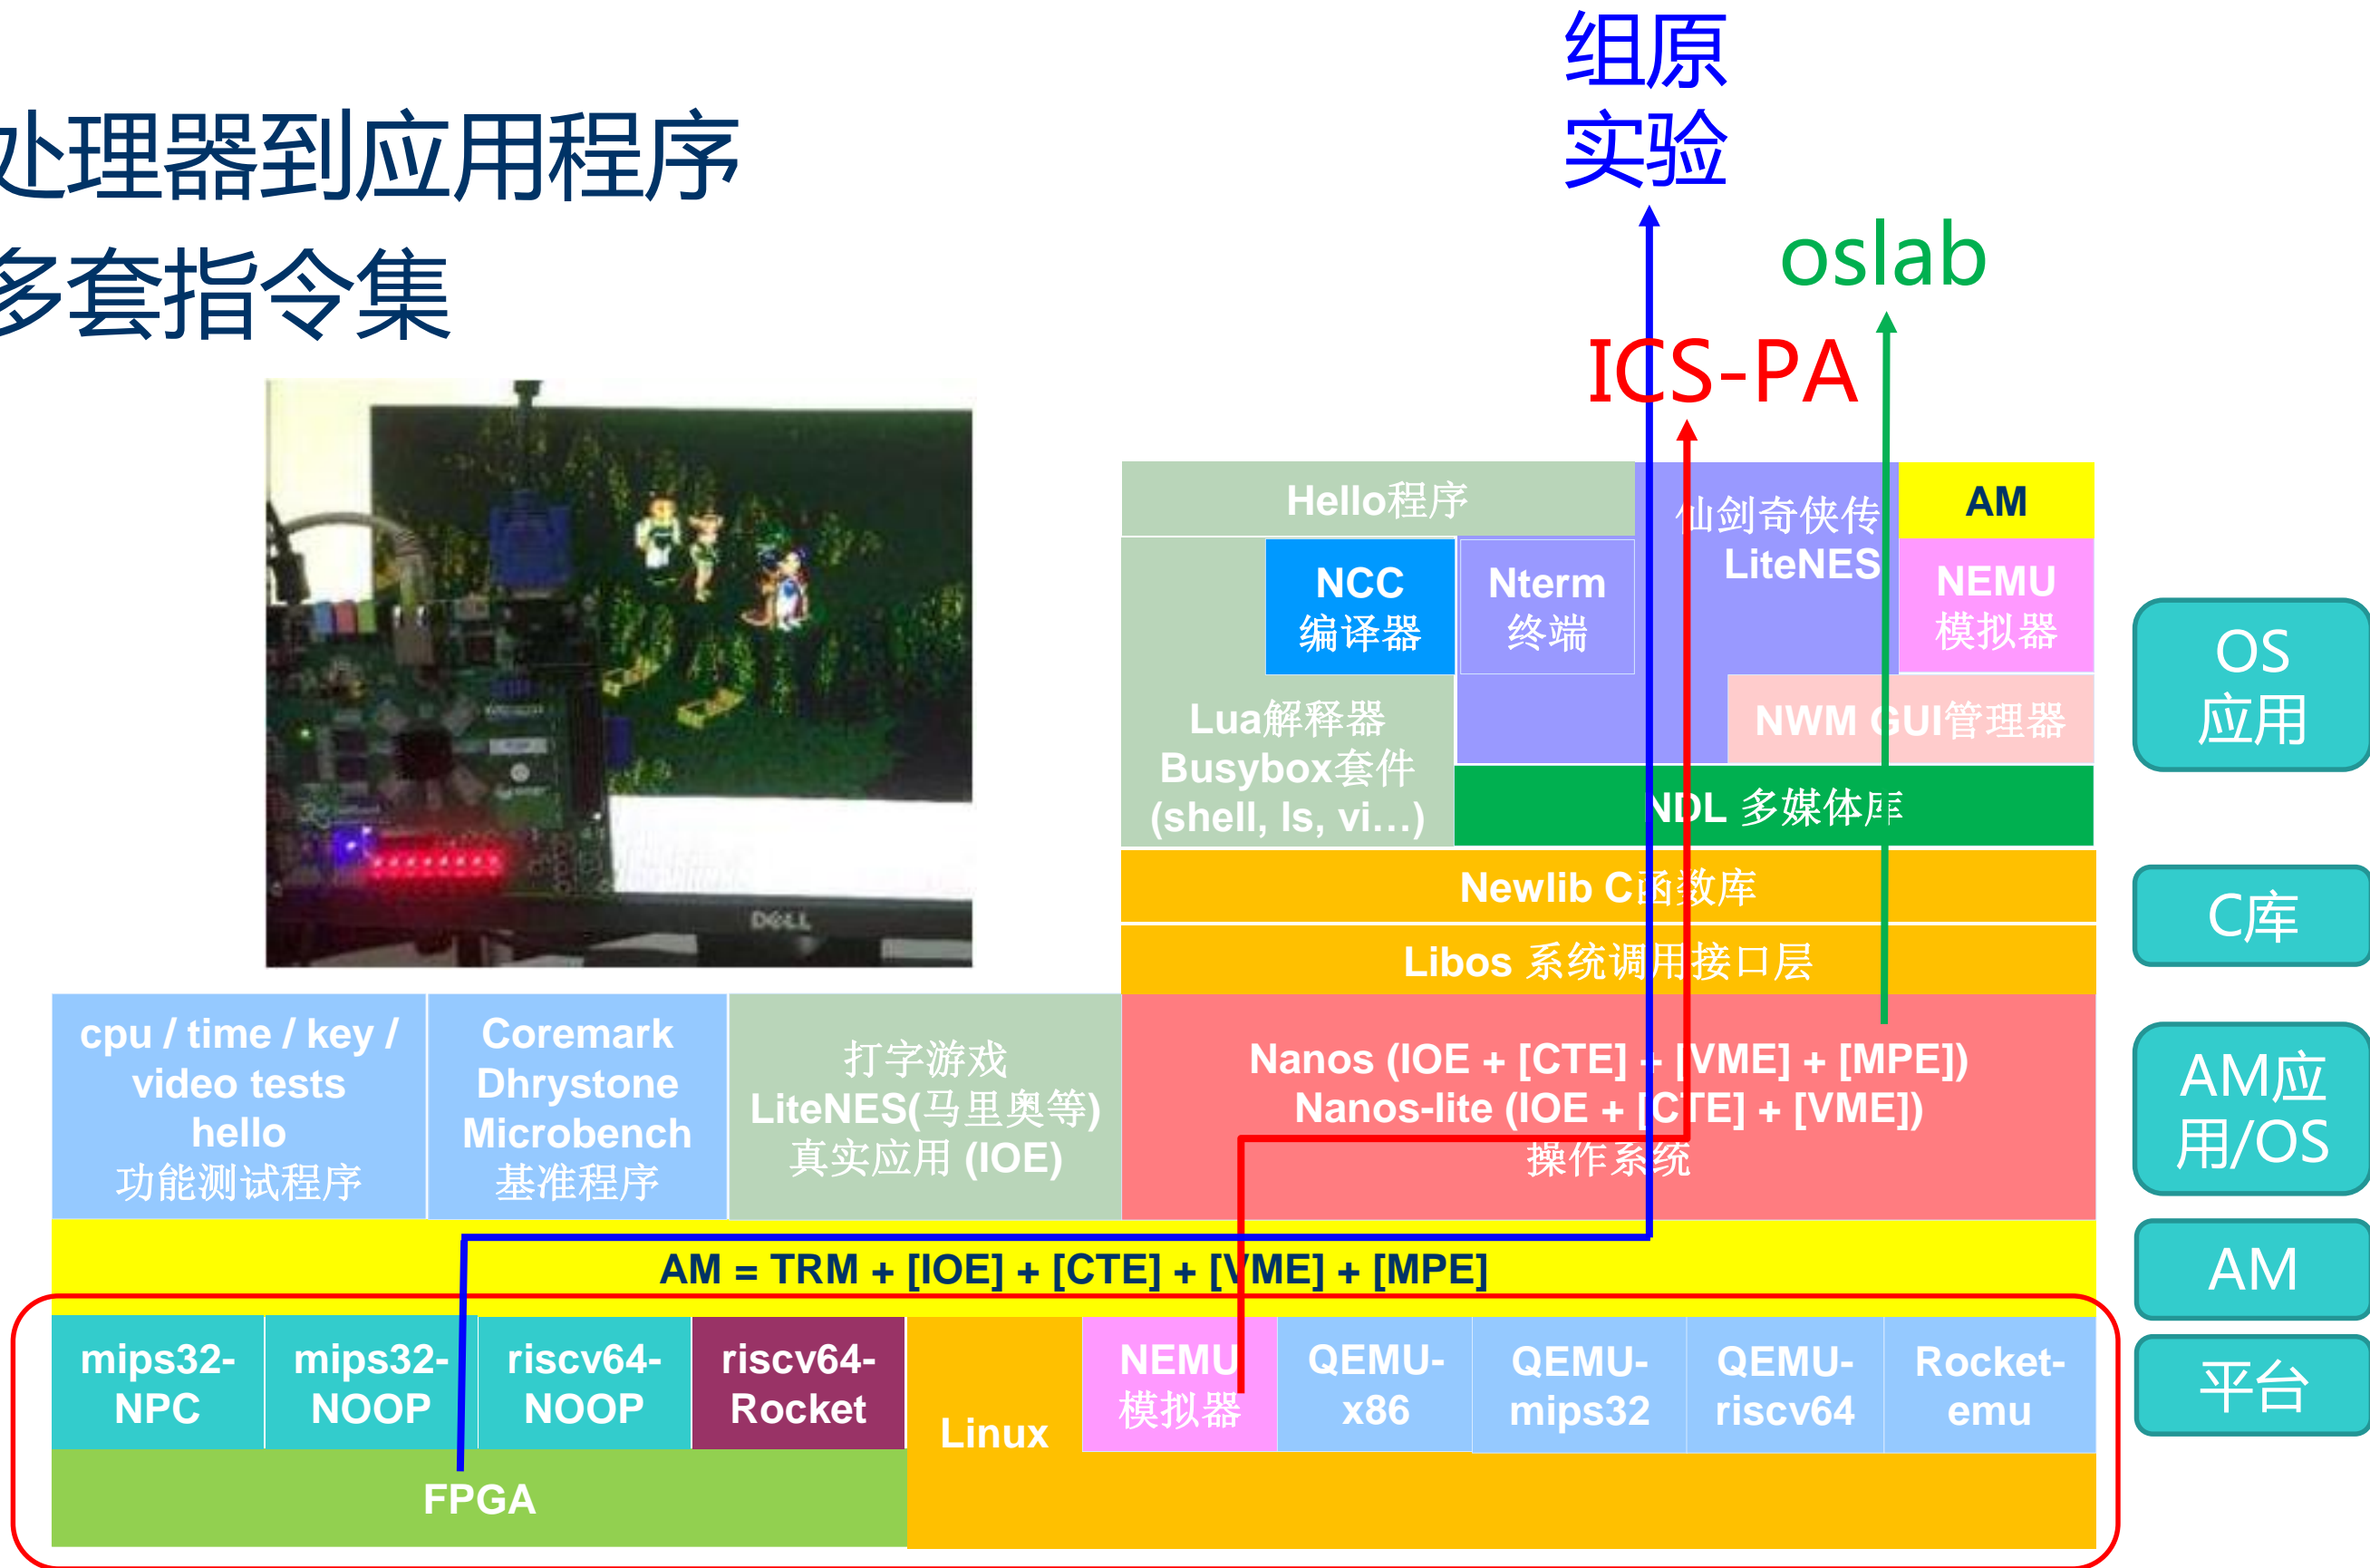 组原
实验
处理器到应用程序
多套指令集
oslab
ICS-PA
DELL
Hello程序
仙剑奇侠传
LiteNES
AM
NCC
编译器
Nterm
终端
NEMU
模拟器
OS
应用
Lua解释器
Busybox套件
(shell, ls, vi...)
NWM GUI管理器
NDL 多媒体库
Newlib C函数库
C库
Libos 系统调用接口层
cpu / time / key /
video tests
hello
功能测试程序
Coremark
Dhrystone
Microbench
基准程序
打字游戏
LiteNES(马里奥等)
真实应用 (IOE)
Nanos (IOE + [CTE] + [VME] + [MPE])
Nanos-lite (IOE + [CTE] + [VME])
操作系统
AM应
用/OS
AM = TRM + [IOE] + [CTE] + [VME] + [MPE]
AM
mips32-
NPC
mips32-
NOOP
riscv64-
NOOP
riscv64-
Rocket
Linux
NEMU
模拟器
QEMU-
x86
QEMU-
mips32
QEMU-
riscv64
Rocket-
emu
平台
FPGA